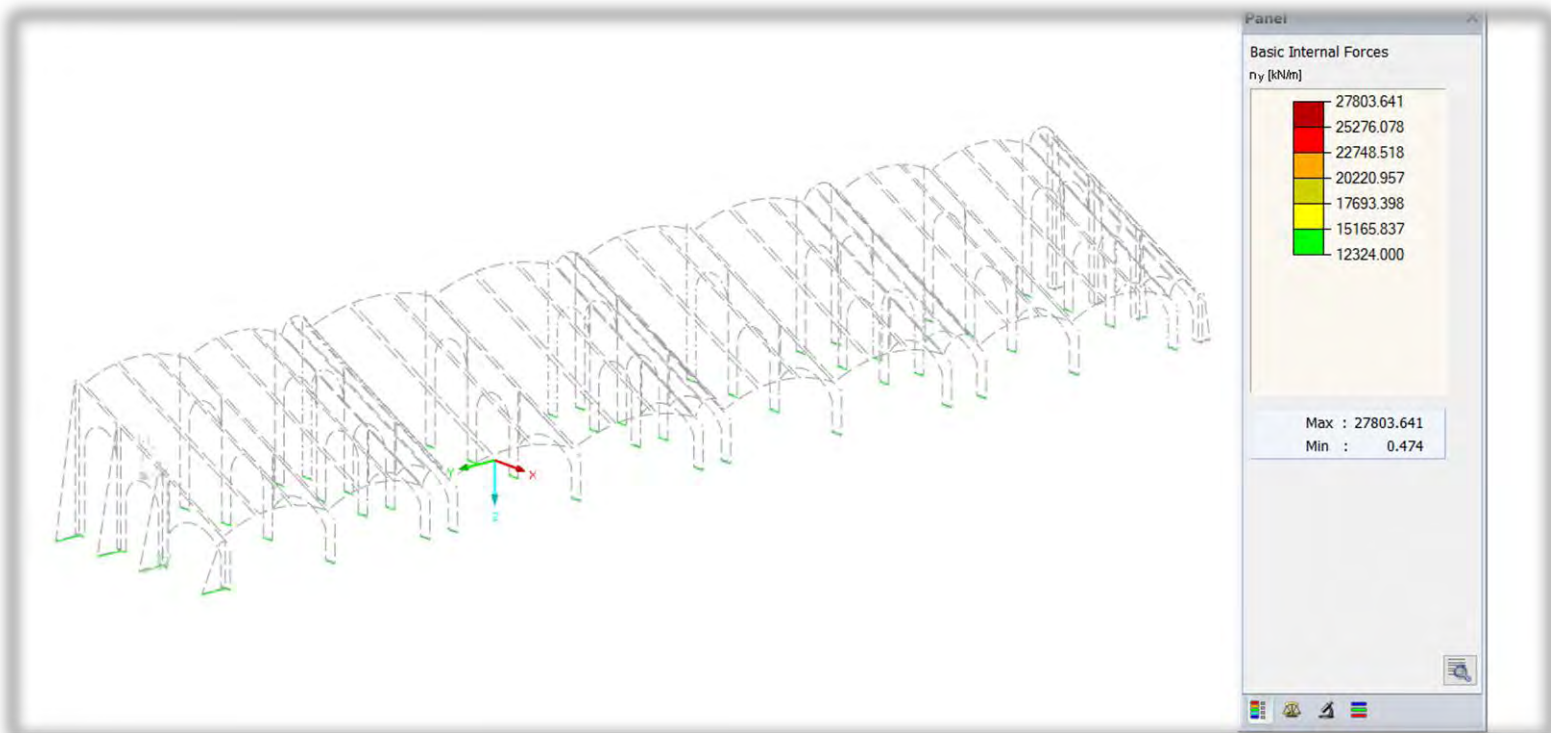 Panel
Basic Internal Forces
ny [kN/m]
27803.641
25276.078
22748.518
20220.957
17693.398
15165.837
12324.000
Max : 27803.641
Min : 0.474
Y
X
Z